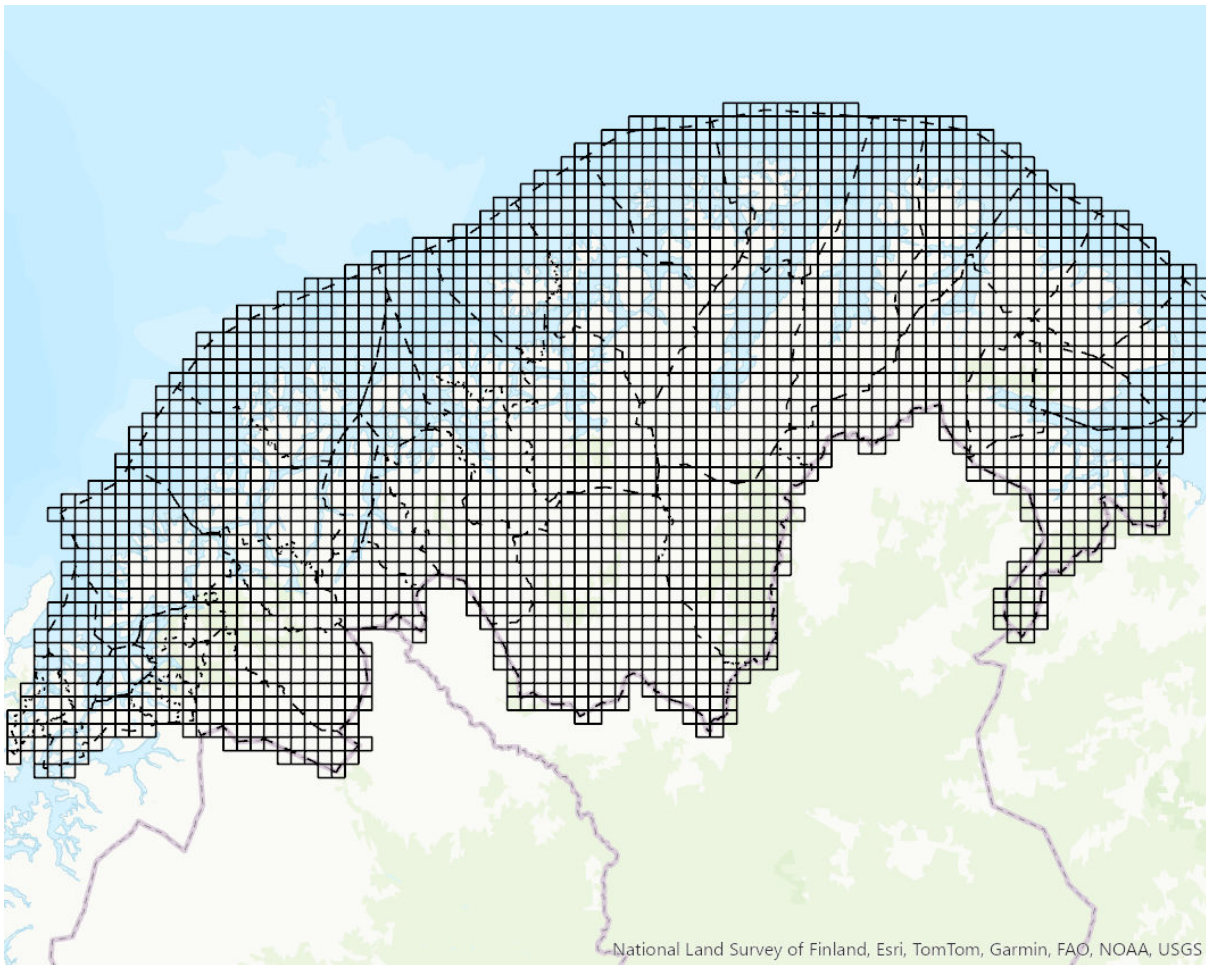 National Land Survey of Finland, Esri, TomTom, Garmin, FAO, NOAA, USGS